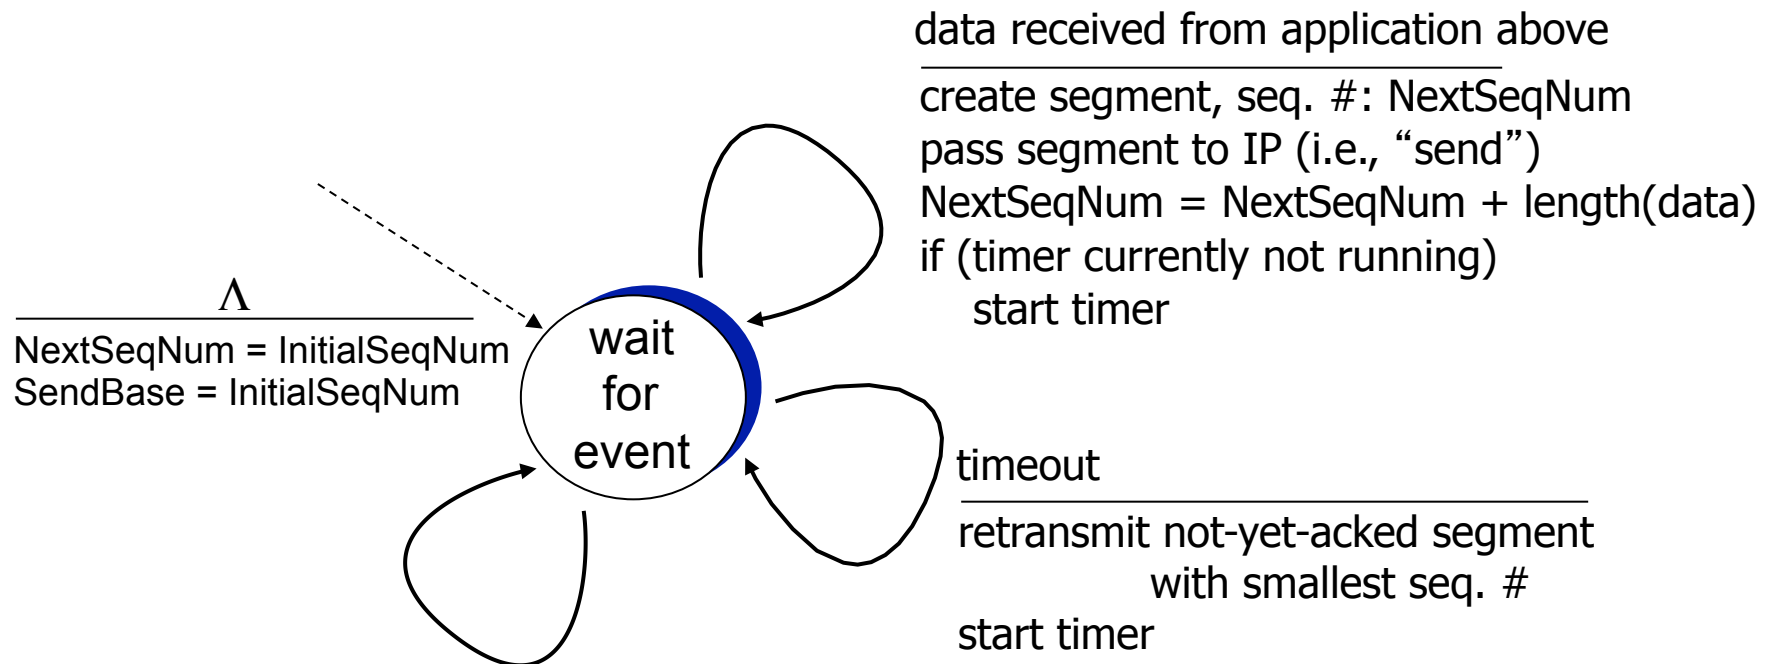 data received from application above
create segment, seq. #: NextSeqNum
pass segment to IP (i.e., “send”)
NextSeqNum = NextSeqNum + length(data)
if (timer currently not running)
start timer
Λ
NextSeqNum = InitialSeqNum
SendBase = InitialSeqNum
wait
for
event
timeout
retransmit not-yet-acked segment
with smallest seq. #
start timer